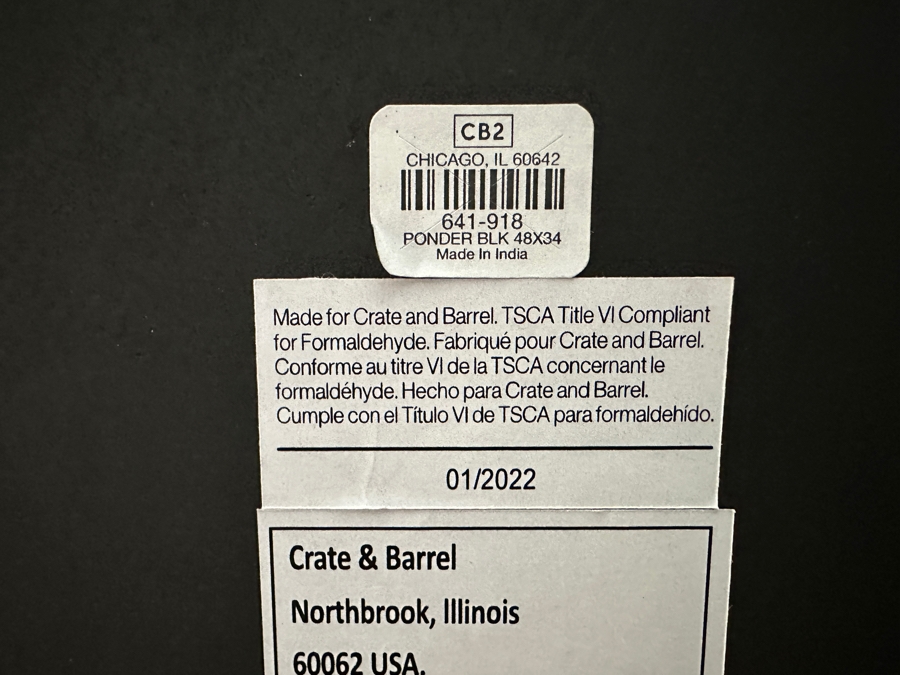 CB2
CHICAGO, IL 60642
641-918
PONDER BLK 48X34
Made In India
Made for Crate and Barrel. TSCA Title VI Compliant
for Formaldehyde. Fabriqué pour Crate and Barrel.
Conforme au titre VI de la TSCA concernant le
formaldéhyde. Hecho para Crate and Barrel.
Cumple con el Título VI de TSCA para formaldehído.
01/2022
Crate & Barrel
Northbrook, Illinois
60062 USA.